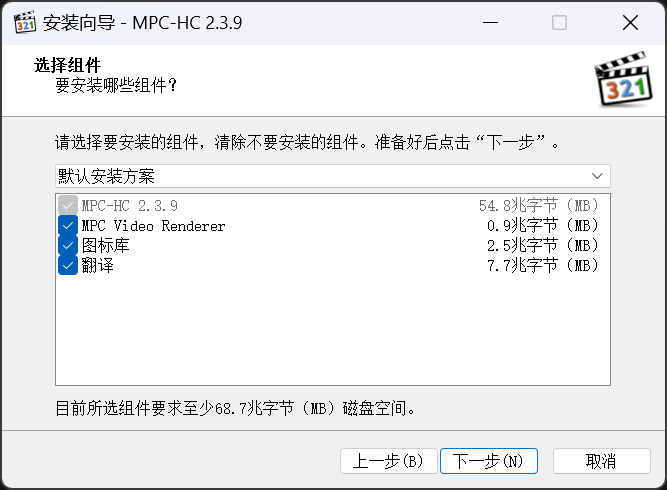 安装向导 - MPC-HC 2.3.9
选择组件
要安装哪些组件？
321
请选择要安装的组件，清除不要安装的组件。准备好后点击“下一步”。
默认安装方案
MPC-HC 2.3.9 54.8兆字节（MB）
MPC Video Renderer 0.9兆字节（MB）
图标库 2.5兆字节（MB）
翻译 7.7兆字节（MB）
目前所选组件要求至少68.7兆字节（MB）磁盘空间。
上一步(B) 下一步(N) 取消